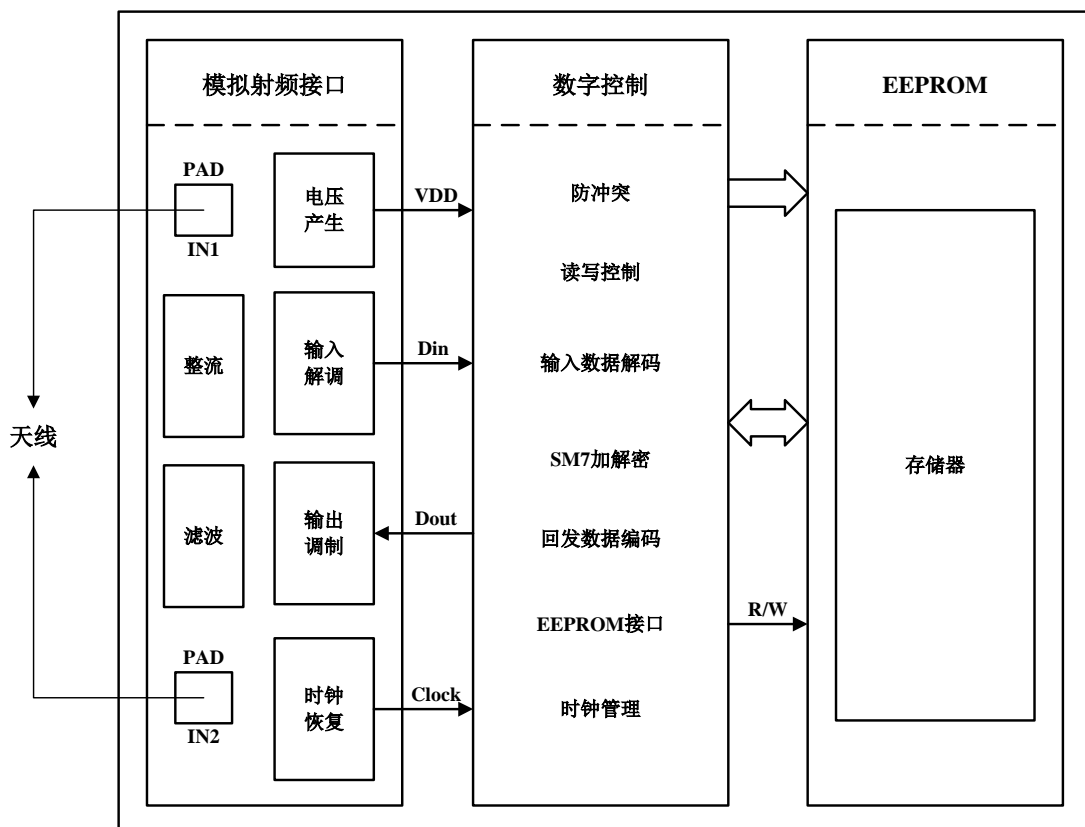 模拟射频接口
数字控制
EEPROM
PAD
IN1
电压
产生
VDD
防冲突
读写控制
整流
输入
解调
Din
输入数据解码
天线
SM7加解密
存储器
滤波
输出
调制
Dout
回发数据编码
EEPROM接口
R/W
PAD
IN2
时钟
恢复
Clock
时钟管理